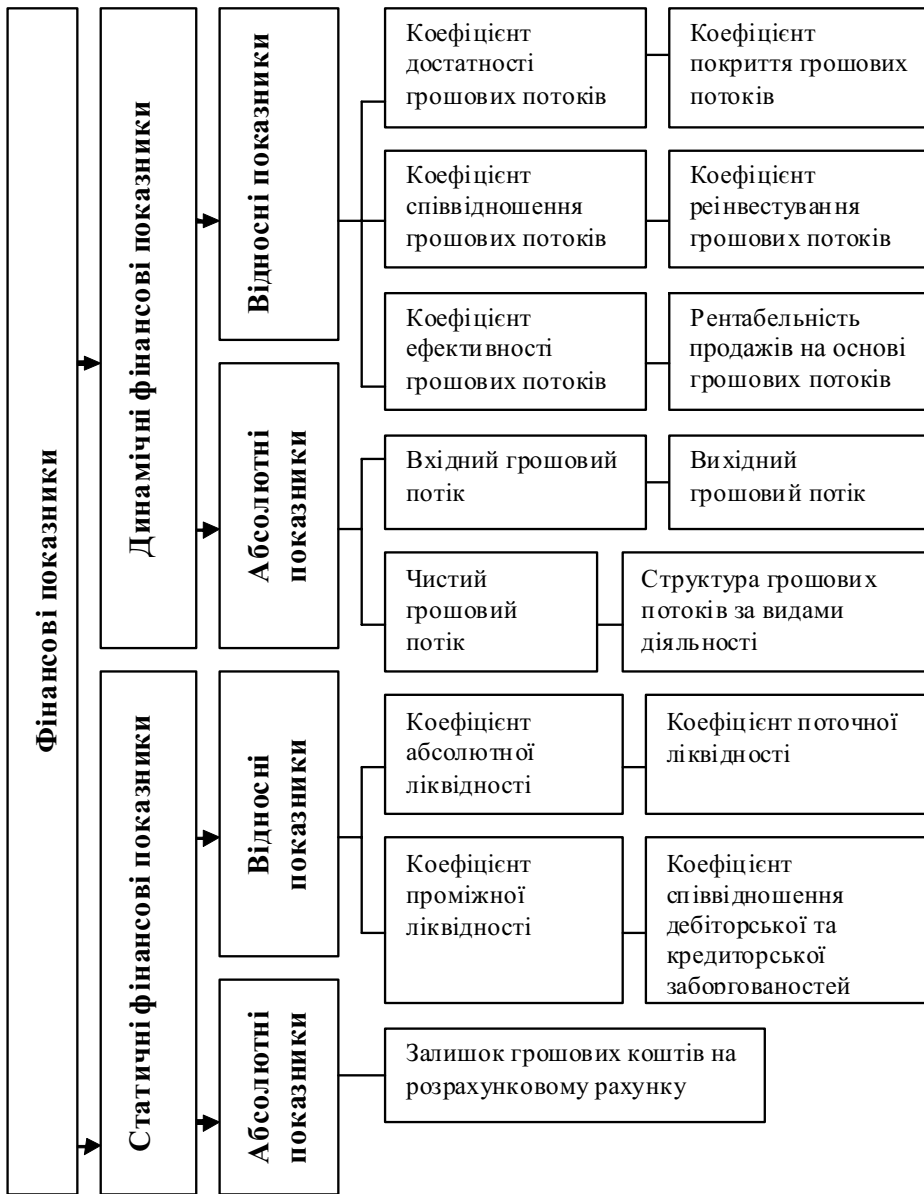 Фінансові показники
Динамічні фінансові показники
Відносні показники
Коефіцієнт
достатності
грошових потоків
Коефіцієнт
покриття грошових
потоків
Коефіцієнт
співвідношення
грошових потоків
Коефіцієнт
реінвестування
грошових потоків
Коефіцієнт
ефективності
грошових потоків
Рентабельність
продажів на основі
грошових потоків
Абсолютні
показники
Вхідний грошовий
потік
Вихідний
грошовий потік
Чистий
грошовий
потік
Структура грошових
потоків за видами
діяльності
Статичні фінансові показники
Відносні
показники
Коефіцієнт
абсолютної
ліквідності
Коефіцієнт поточної
ліквідності
Коефіцієнт
проміжної
ліквідності
Коефіцієнт
співвідношення
дебіторської та
кредиторської
заборгованостей
Абсолютні
показники
Залишок грошових коштів на
розрахунковому рахунку